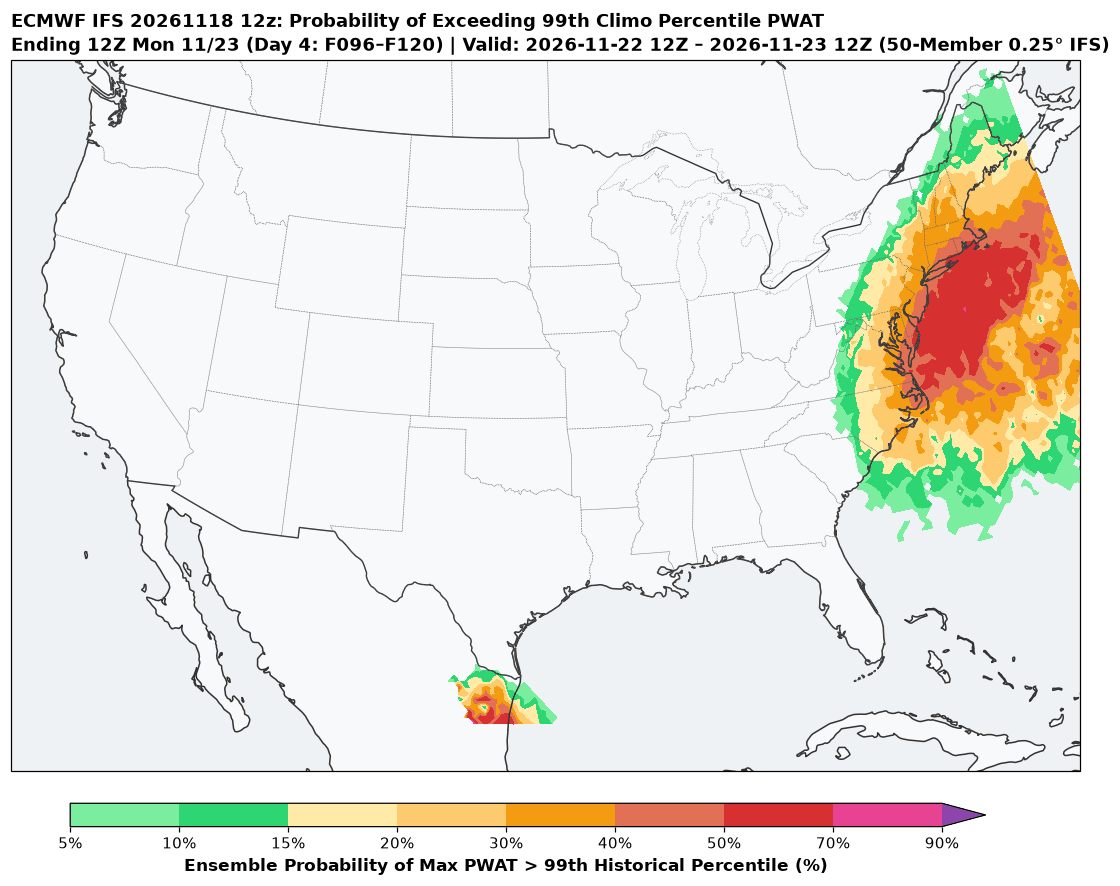 ECMWF IFS 20261118 12z: Probability of Exceeding 99th Climo Percentile PWAT
Ending 12Z Mon 11/23 (Day 4: F096–F120) | Valid: 2026-11-22 12Z – 2026-11-23 12Z (50-Member 0.25° IFS)
5% 10% 15% 20% 30% 40% 50% 70% 90%
Ensemble Probability of Max PWAT > 99th Historical Percentile (%)